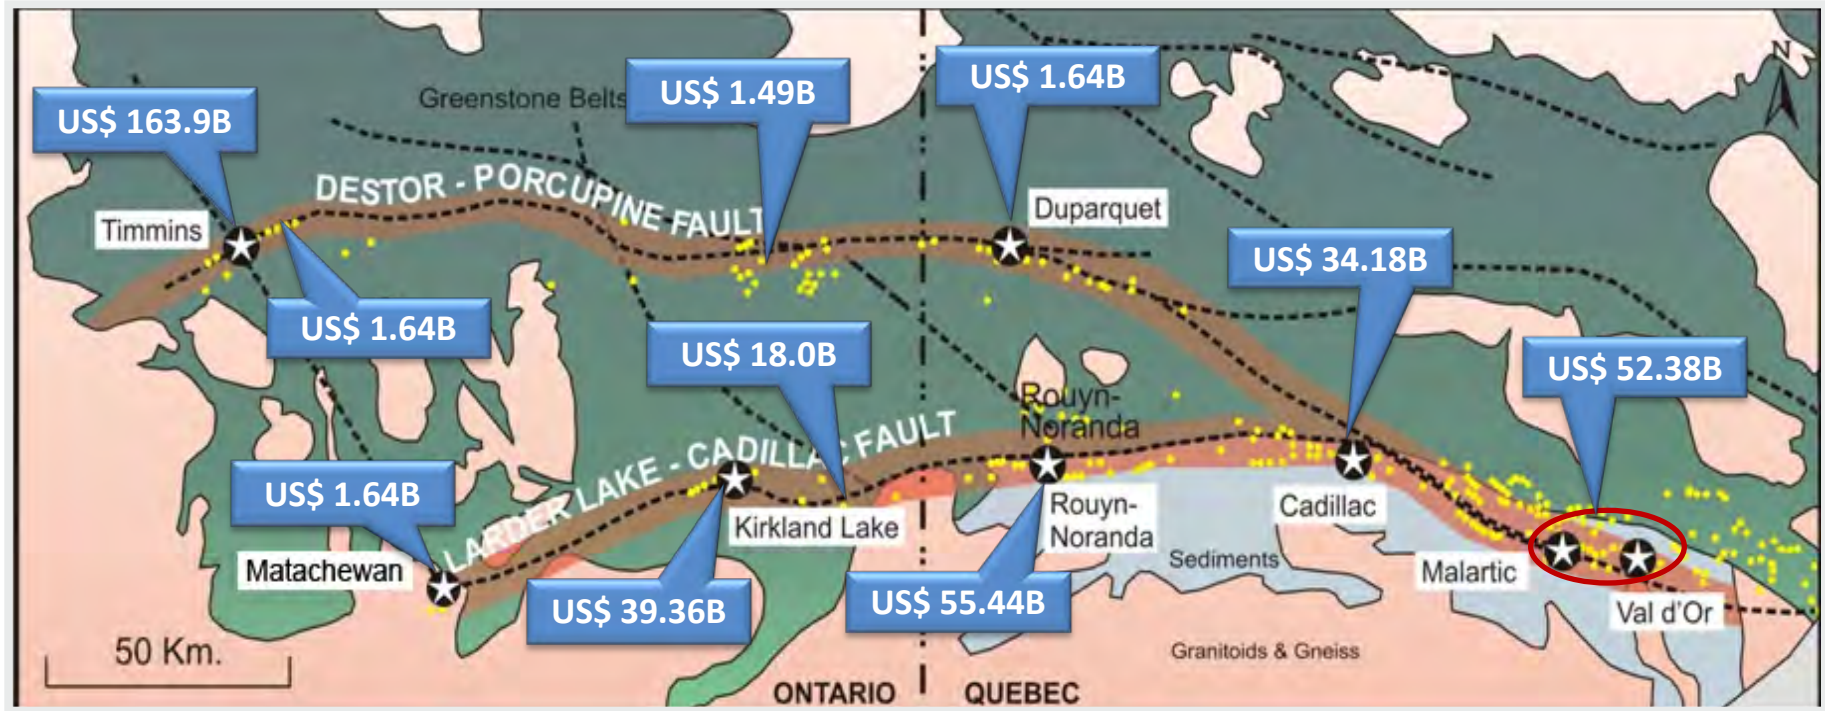 N
US$ 1.49B
US$ 1.64B
Greenstone Belts
US$ 163.9B
DESTOR - PORCUPINE FAULT
Duparquet
Timmins
US$ 34.18B
US$ 1.64B
US$ 18.0B
US$ 52.38B
Rouyn-
Noranda
LARDER LAKE - CADILLAC FAULT
US$ 1.64B
Rouyn-
Noranda
Cadillac
Kirkland Lake
Sediments
Matachewan
Malartic
US$ 39.36B
US$ 55.44B
Val d'Or
50 Km.
Granitoids & Gneiss
ONTARIO
QUEBEC